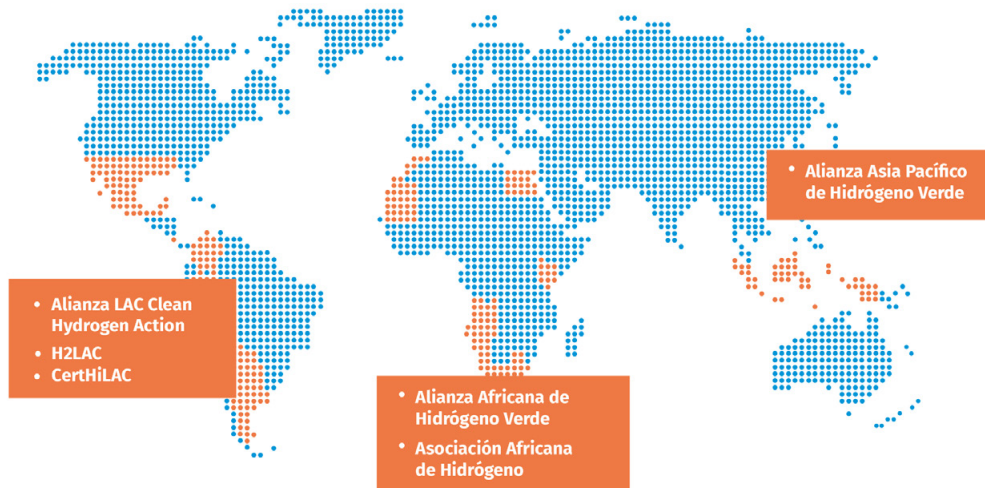 • Alianza Asia Pacífico
de Hidrógeno Verde
• Alianza LAC Clean
Hydrogen Action
• H2LAC
• CertHiLAC
• Alianza Africana de
Hidrógeno Verde
• Asociación Africana
de Hidrógeno